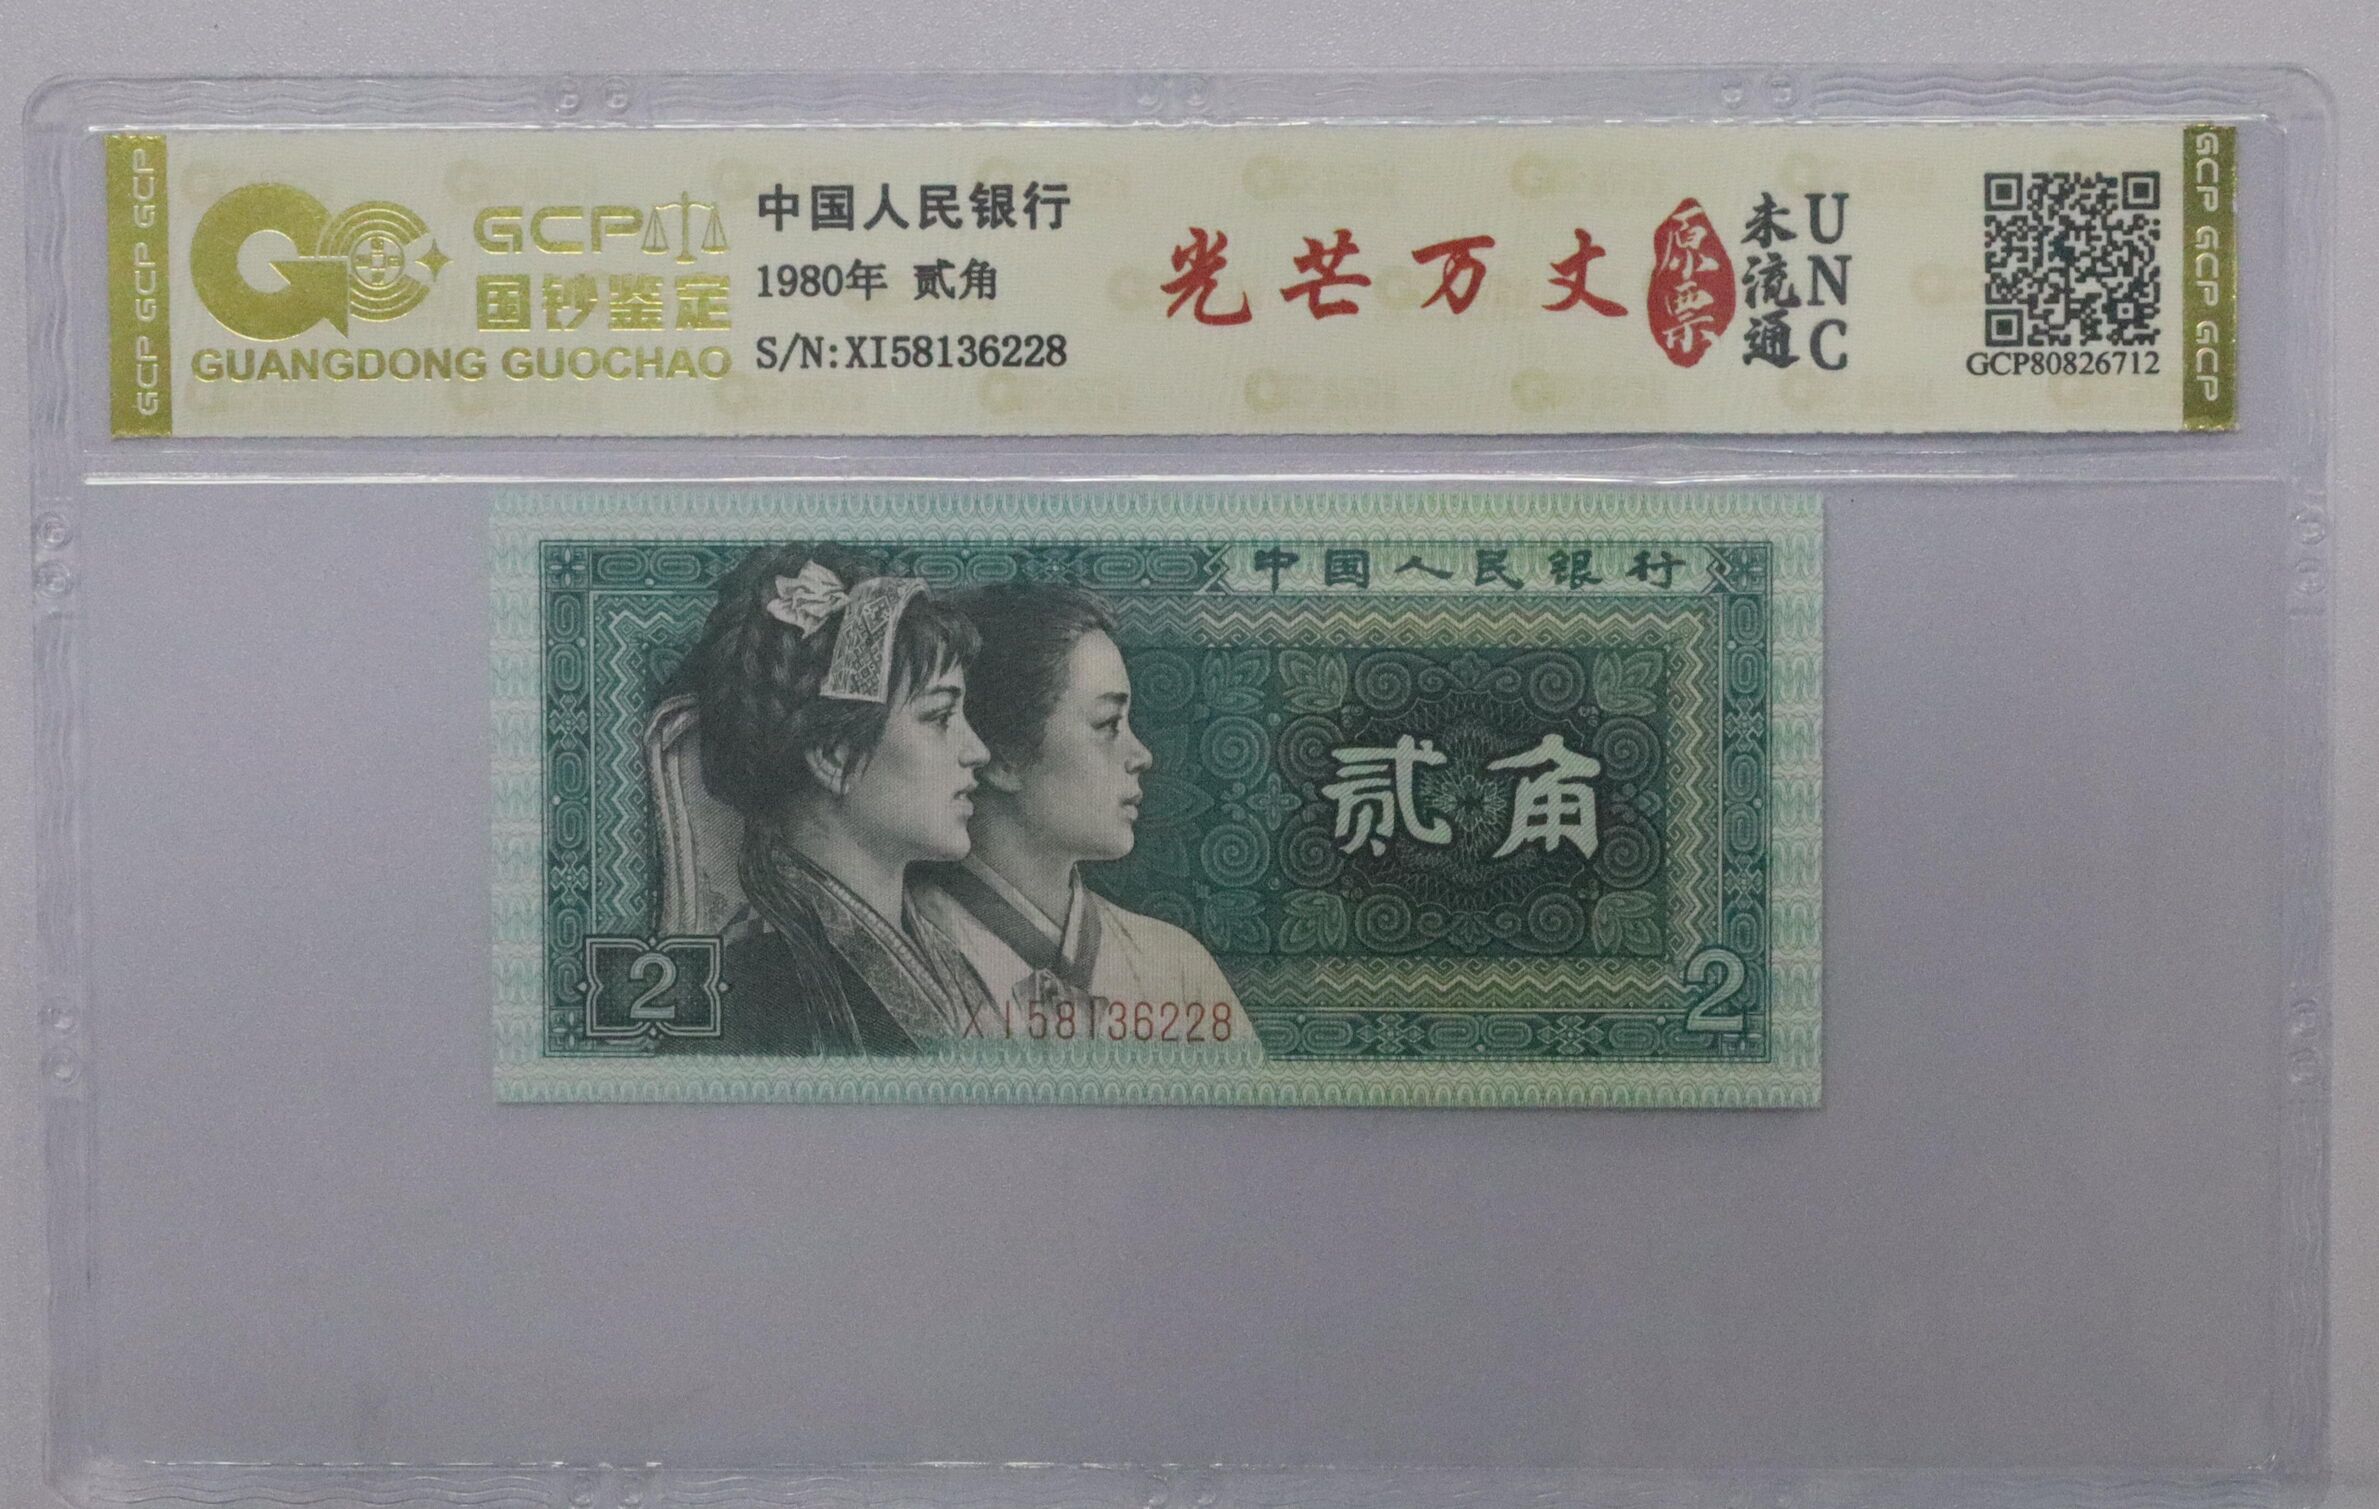 GCP GCP GCP
GCP
国钞鉴定
GUANGDONG GUOCHAO
中国人民银行
1980年 贰角
S/N:XI58136228
光芒万丈
原票
未流通
UNC
GCP80826712
GCP GCP GCP
中国人民银行
贰角
2
XI58136228
2